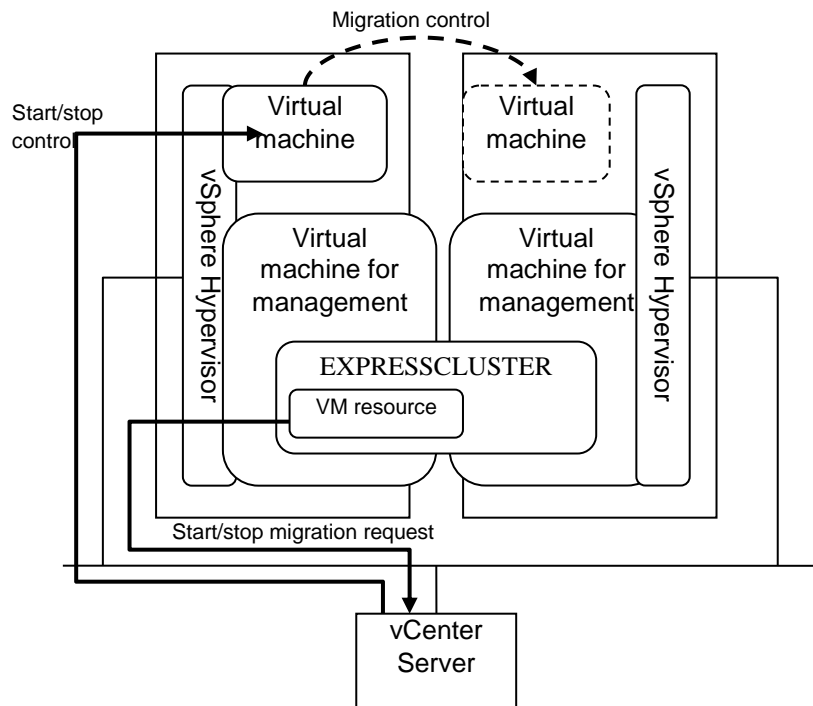 Migration control
Start/stop
control
Virtual
machine
Virtual
machine
vSphere Hypervisor
Virtual
machine for
management
Virtual
machine for
management
vSphere Hypervisor
EXPRESSCLUSTER
VM resource
Start/stop migration request
vCenter
Server